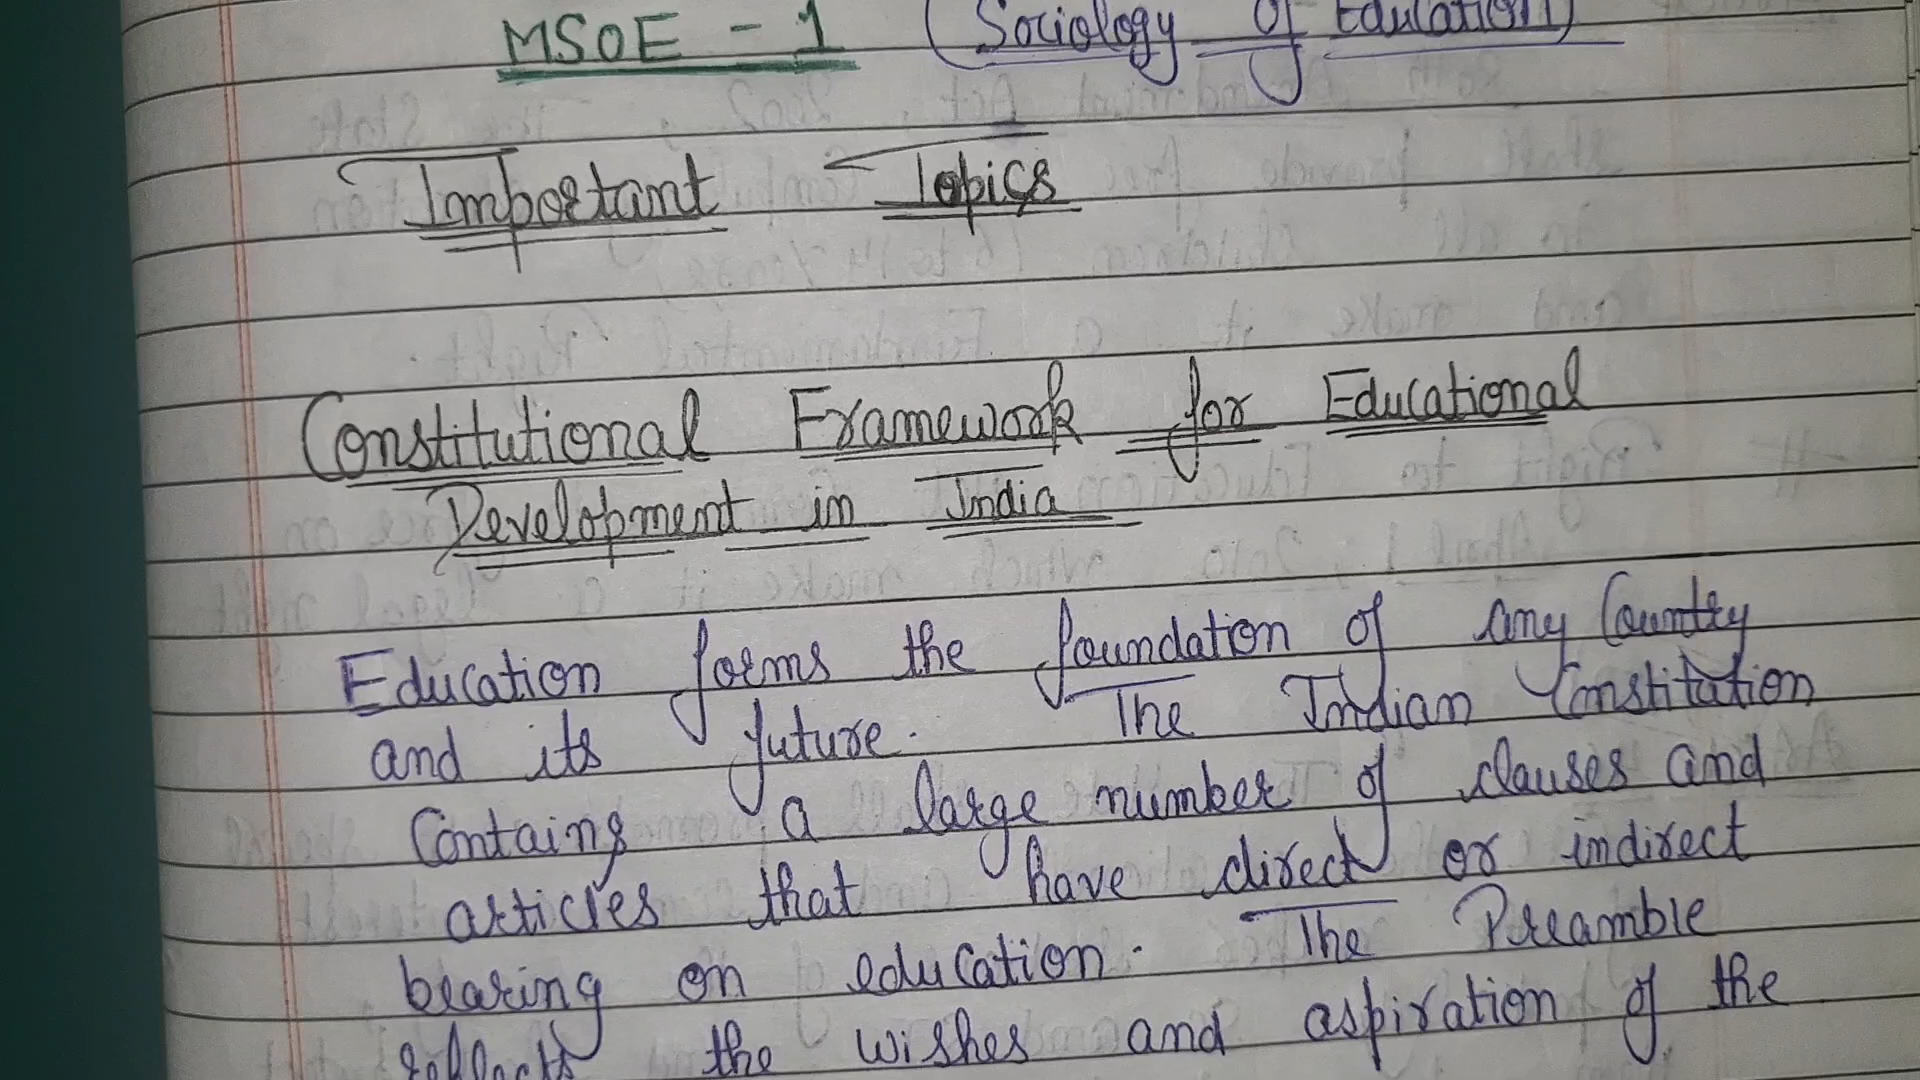 MSOE - 1 (Sociology of Education)
Important Topics
Constitutional Framework for Educational
Development in India
Education forms the foundation of any Country
and its future. The Indian Constitution
Containg a large number of clauses and
articles that have direct or indirect
bearing on education. The Preamble
reflects the wishes and aspiration of the